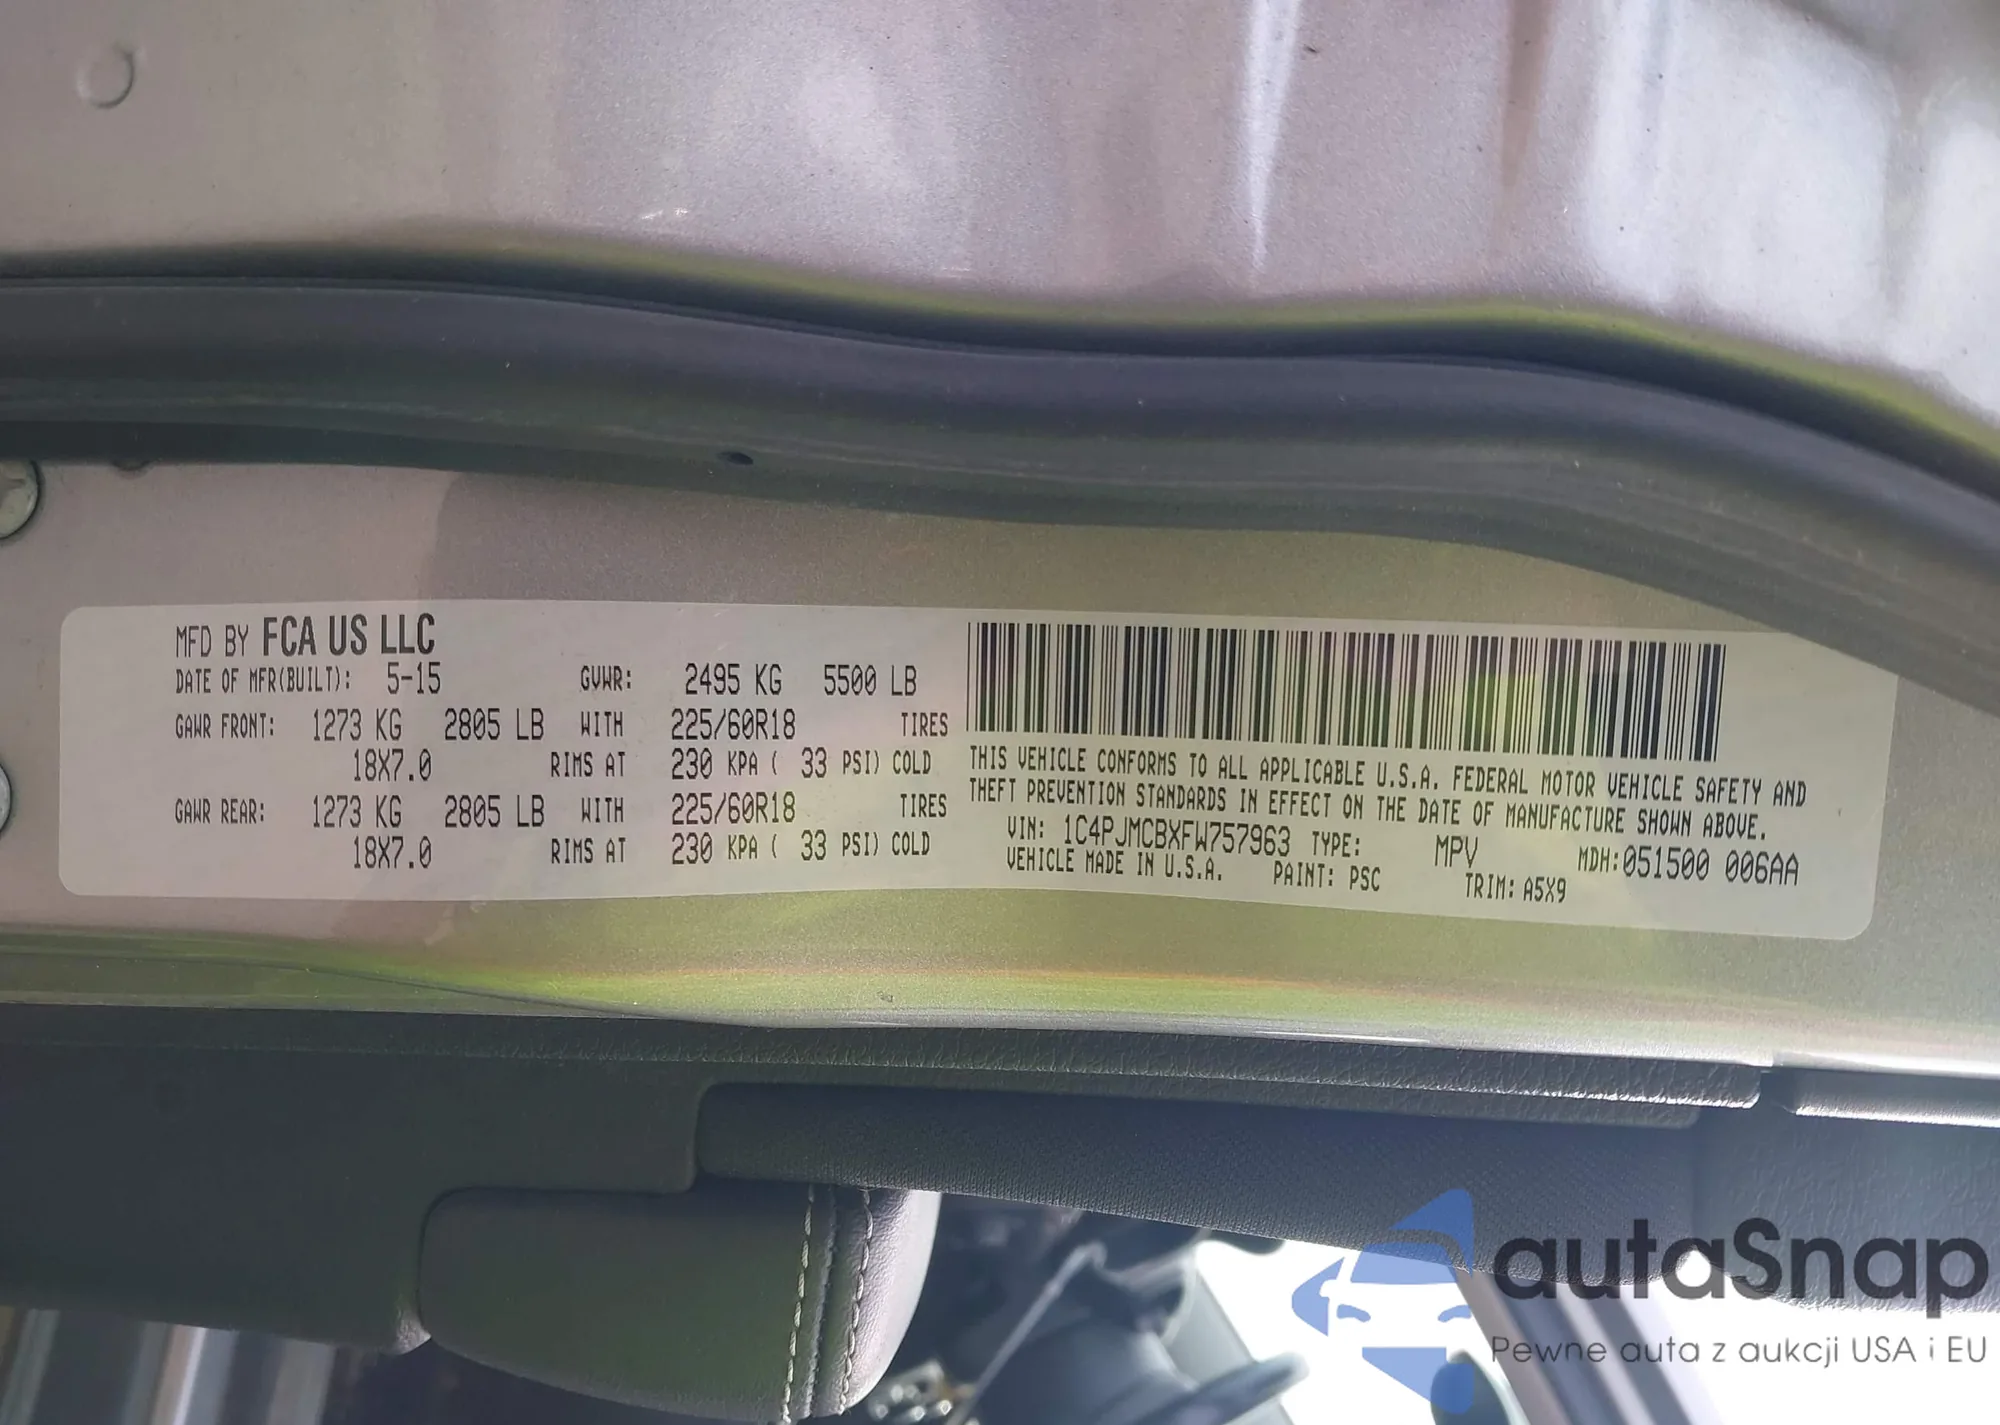 MFD BY FCA US LLC
DATE OF MFR(BUILT): 5-15 GVWR: 2495 KG 5500 LB
GAWR FRONT: 1273 KG 2805 LB WITH 225/60R18 TIRES
18X7.0 RIMS AT 230 KPA ( 33 PSI) COLD
GAWR REAR: 1273 KG 2805 LB WITH 225/60R18 TIRES
18X7.0 RIMS AT 230 KPA ( 33 PSI) COLD
THIS VEHICLE CONFORMS TO ALL APPLICABLE U.S.A. FEDERAL MOTOR VEHICLE SAFETY AND
THEFT PREVENTION STANDARDS IN EFFECT ON THE DATE OF MANUFACTURE SHOWN ABOVE.
VIN: 1C4PJMCBXFW757963 TYPE: MPV MDH:051500 006AA
VEHICLE MADE IN U.S.A. PAINT: PSC TRIM: A5X9
autaSnap
Pewne auta z aukcji USA i EU